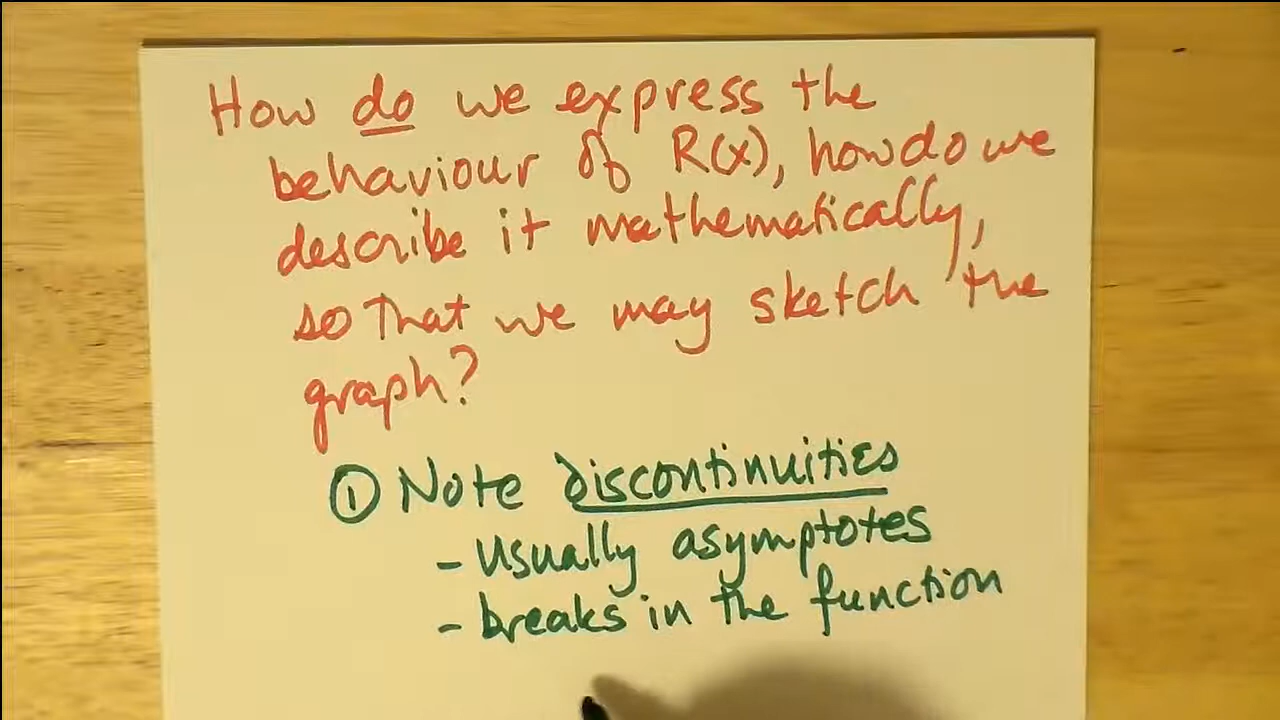 How do we express the
behaviour of R(x), how do we
describe it mathematically,
so that we may sketch the
graph?
① Note discontinuities
- usually asymptotes
- breaks in the function